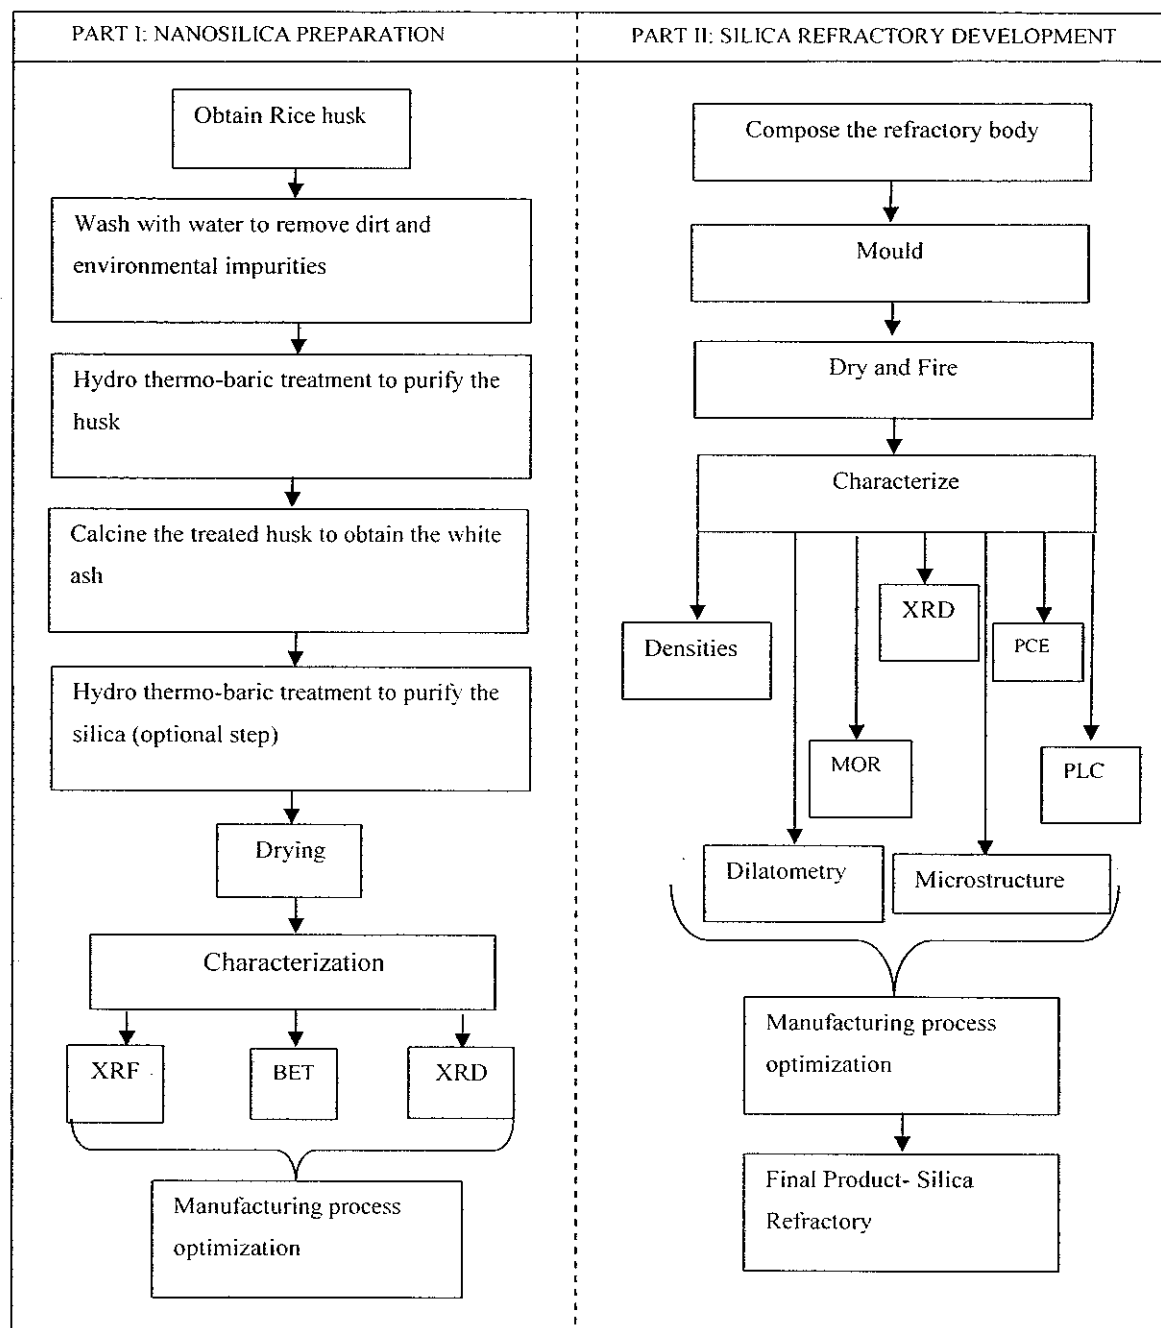 PART I: NANOSILICA PREPARATION
Obtain Rice husk
Wash with water to remove dirt and
environmental impurities
Hydro thermo-baric treatment to purify the
husk
Calcine the treated husk to obtain the white
ash
Hydro thermo-baric treatment to purify the
silica (optional step)
Drying
Characterization
XRF
BET
XRD
Manufacturing process
optimization
PART II: SILICA REFRACTORY DEVELOPMENT
Compose the refractory body
Mould
Dry and Fire
Characterize
XRD
Densities
PCE
MOR
PLC
Dilatometry
Microstructure
Manufacturing process
optimization
Final Product- Silica
Refractory